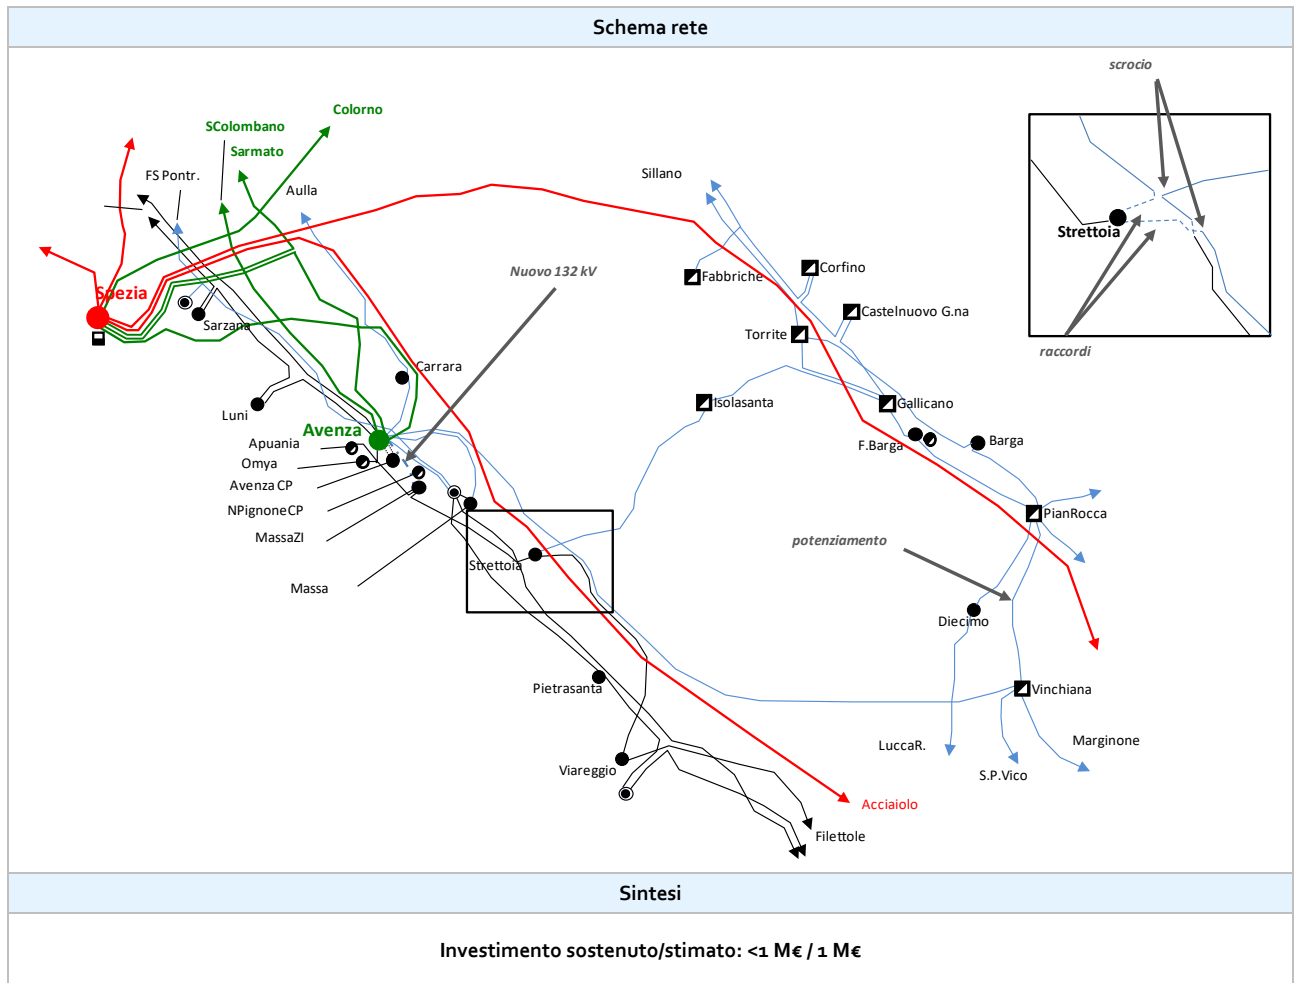 Schema rete
scrocio
Colorno
SColombano
Sarmato
FS Pontr.
Aulla
Sillano
Strettoia
Nuovo 132 kV
Fabbriche
Corfino
Spezia
Castelnuovo G.na
Sarzana
Torrite
raccordi
Carrara
Luni
Isolasanta
Gallicano
Avenza
Apuania
F.Barga
Barga
Omya
Avenza CP
NPignoneCP
PianRocca
MassaZI
potenziamento
Strettoia
Massa
Diecimo
Pietrasanta
Vinchiana
LuccaR.
Marginone
Viareggio
S.P.Vico
Acciaiolo
Filettole
Sintesi
Investimento sostenuto/stimato: <1 M€ / 1 M€